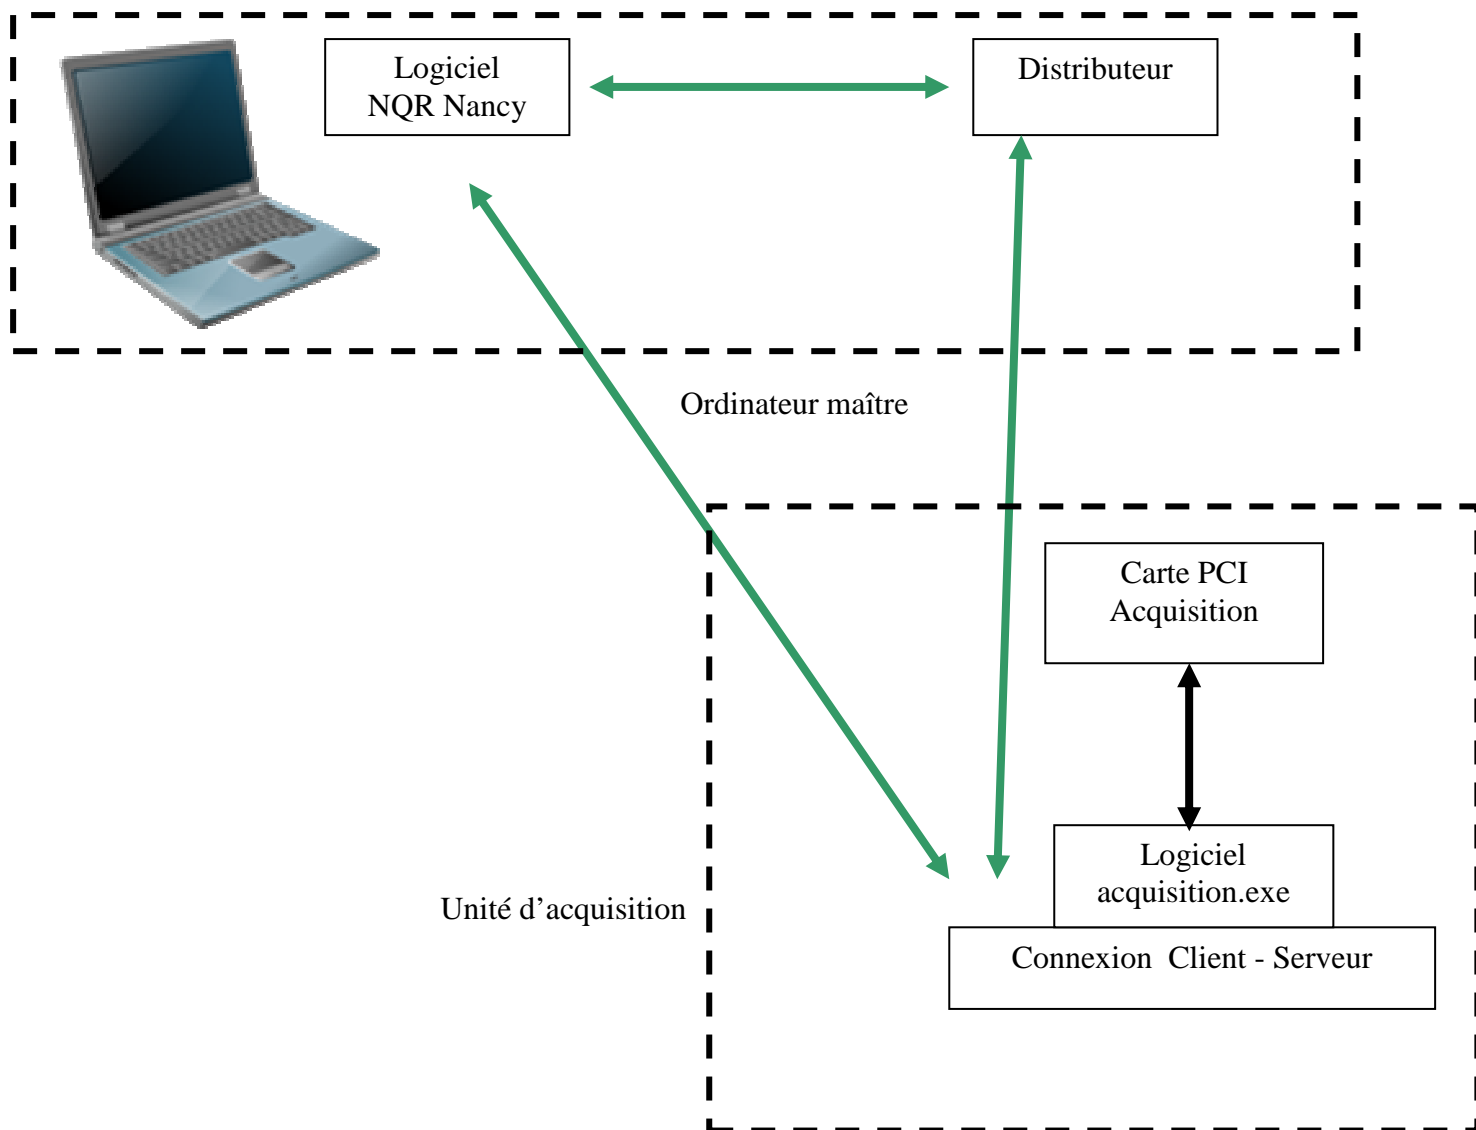 Logiciel
NQR Nancy
Distributeur
Ordinateur maître
Carte PCI
Acquisition
Logiciel
acquisition.exe
Unité d’acquisition
Connexion  Client - Serveur